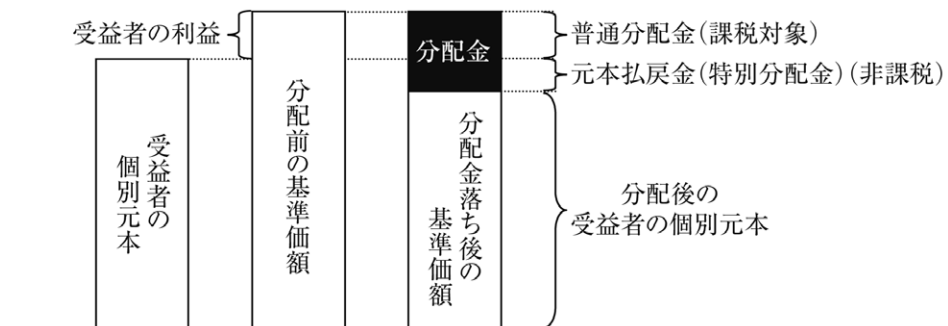 受益者の利益
分配金
普通分配金(課税対象)
元本払戻金(特別分配金)(非課税)
受益者の
個別元本
分配前の基準価額
分配金落ち後の
基準価額
分配後の
受益者の個別元本